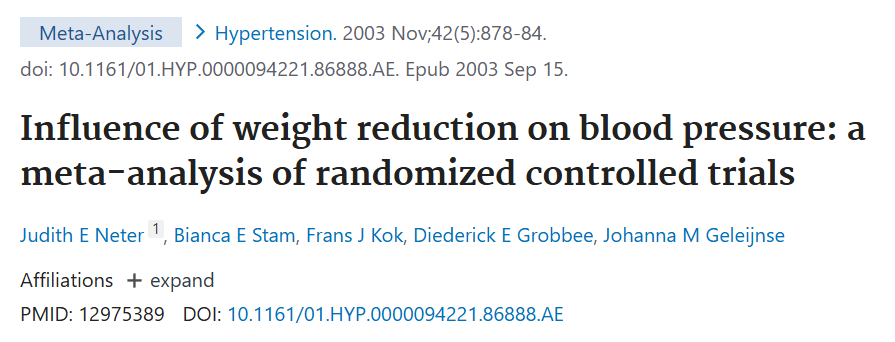 Meta-Analysis > Hypertension. 2003 Nov;42(5):878-84.
doi: 10.1161/01.HYP.0000094221.86888.AE. Epub 2003 Sep 15.
Influence of weight reduction on blood pressure: a
meta-analysis of randomized controlled trials
Judith E Neter 1, Bianca E Stam, Frans J Kok, Diederick E Grobbee, Johanna M Geleijnse
Affiliations + expand
PMID: 12975389 DOI: 10.1161/01.HYP.0000094221.86888.AE